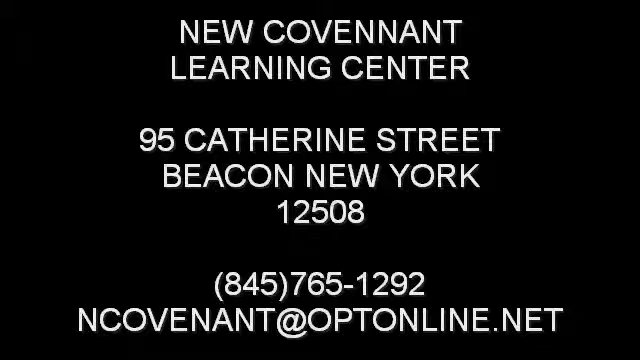 NEW COVENNANT
LEARNING CENTER
95 CATHERINE STREET
BEACON NEW YORK
12508
(845)765-1292
NCOVENANT@OPTONLINE.NET